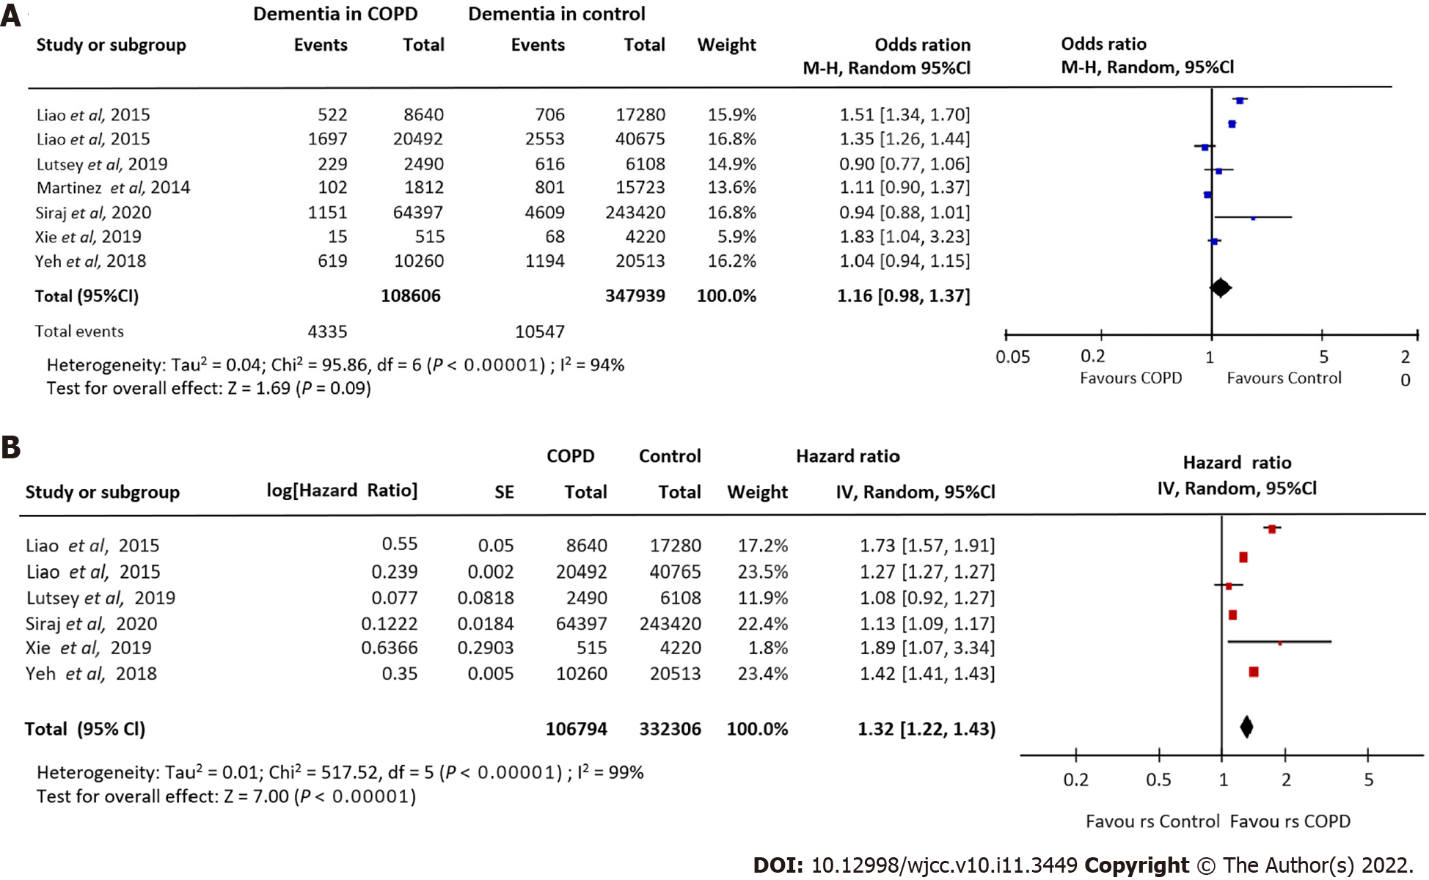 A
Dementia in COPD Dementia in control
Study or subgroup Events Total Events Total Weight Odds ration Odds ratio
M-H, Random 95%Cl M-H, Random, 95%Cl
Liao et al, 2015 522 8640 706 17280 15.9% 1.51 [1.34, 1.70]
Liao et al, 2015 1697 20492 2553 40675 16.8% 1.35 [1.26, 1.44]
Lutsey et al, 2019 229 2490 616 6108 14.9% 0.90 [0.77, 1.06]
Martinez et al, 2014 102 1812 801 15723 13.6% 1.11 [0.90, 1.37]
Siraj et al, 2020 1151 64397 4609 243420 16.8% 0.94 [0.88, 1.01]
Xie et al, 2019 15 515 68 4220 5.9% 1.83 [1.04, 3.23]
Yeh et al, 2018 619 10260 1194 20513 16.2% 1.04 [0.94, 1.15]
Total (95%Cl) 108606 347939 100.0% 1.16 [0.98, 1.37]
Total events 4335 10547
Heterogeneity: Tau² = 0.04; Chi² = 95.86, df = 6 (P < 0.00001) ; I² = 94%
Test for overall effect: Z = 1.69 (P = 0.09)
0.05 0.2 1 5 2
0
Favours COPD Favours Control
B
COPD Control Hazard ratio Hazard ratio
Study or subgroup log[Hazard Ratio] SE Total Total Weight IV, Random, 95%Cl IV, Random, 95%Cl
Liao et al, 2015 0.55 0.05 8640 17280 17.2% 1.73 [1.57, 1.91]
Liao et al, 2015 0.239 0.002 20492 40765 23.5% 1.27 [1.27, 1.27]
Lutsey et al, 2019 0.077 0.0818 2490 6108 11.9% 1.08 [0.92, 1.27]
Siraj et al, 2020 0.1222 0.0184 64397 243420 22.4% 1.13 [1.09, 1.17]
Xie et al, 2019 0.6366 0.2903 515 4220 1.8% 1.89 [1.07, 3.34]
Yeh et al, 2018 0.35 0.005 10260 20513 23.4% 1.42 [1.41, 1.43]
Total (95% Cl) 106794 332306 100.0% 1.32 [1.22, 1.43)
Heterogeneity: Tau² = 0.01; Chi² = 517.52, df = 5 (P < 0.00001) ; I² = 99%
Test for overall effect: Z = 7.00 (P < 0.00001)
0.2 0.5 1 2 5
Favou rs Control Favou rs COPD
DOI: 10.12998/wjcc.v10.i11.3449 Copyright © The Author(s) 2022.